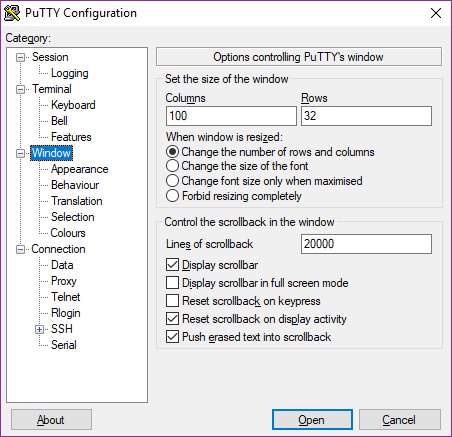 PuTTY Configuration
Category:
Session
Logging
Terminal
Keyboard
Bell
Features
Window
Appearance
Behaviour
Translation
Selection
Colours
Connection
Data
Proxy
Telnet
Rlogin
SSH
Serial
Options controlling PuTTY's window
Set the size of the window
Columns Rows
100 32
When window is resized:
Change the number of rows and columns
Change the size of the font
Change font size only when maximised
Forbid resizing completely
Control the scrollback in the window
Lines of scrollback 20000
Display scrollbar
Display scrollbar in full screen mode
Reset scrollback on keypress
Reset scrollback on display activity
Push erased text into scrollback
About Open Cancel